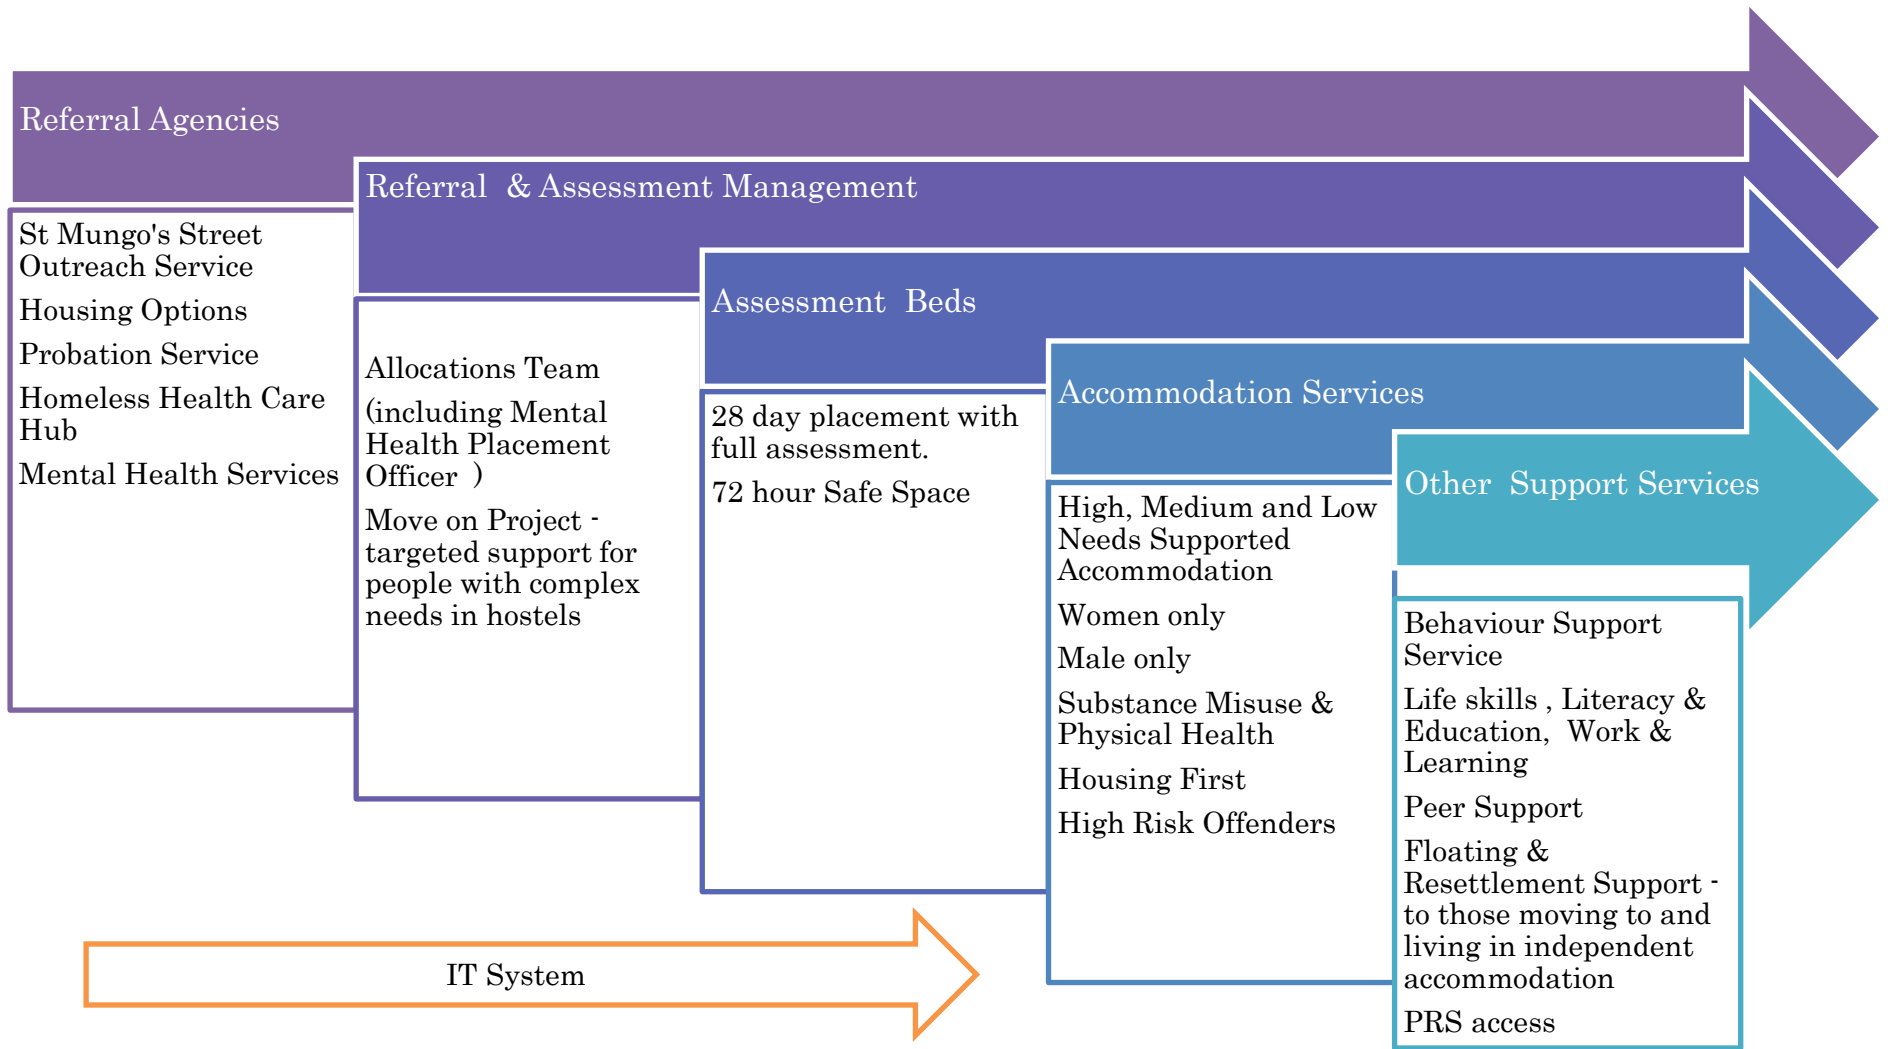 Referral Agencies
St Mungo's Street
Outreach Service
Housing Options
Probation Service
Homeless Health Care
Hub
Mental Health Services
Referral  & Assessment Management
Allocations Team
(including Mental
Health Placement
Officer  )
Move on Project -
targeted support for
people with complex
needs in hostels
Assessment  Beds
28 day placement with
full assessment.
72 hour Safe Space
Accommodation Services
High, Medium and Low
Needs Supported
Accommodation
Women only
Male only
Substance Misuse &
Physical Health
Housing First
High Risk Offenders
Other  Support Services
Behaviour Support
Service
Life skills , Literacy &
Education,  Work &
Learning
Peer Support
Floating &
Resettlement Support -
to those moving to and
living in independent
accommodation
PRS access
IT System